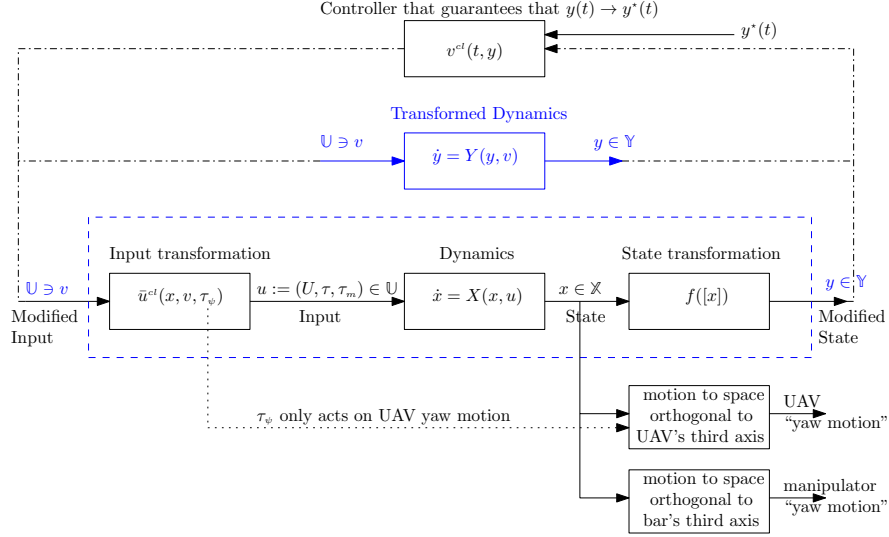 Controller that guarantees that y(t) → y⋆(t)
v^{cl}(t, y)
y⋆(t)
Transformed Dynamics
𝕌 ∋ v
ẏ = Y(y, v)
y ∈ 𝕐
Input transformation
Dynamics
State transformation
𝕌 ∋ v
ū^{cl}(x, v, τ_ψ)
u := (U, τ, τ_m) ∈ 𝕌
ẋ = X(x, u)
x ∈ 𝕏
f([x])
y ∈ 𝕐
Modified
Input
Input
State
Modified
State
τ_ψ only acts on UAV yaw motion
motion to space
orthogonal to
UAV's third axis
UAV
“yaw motion”
motion to space
orthogonal to
bar's third axis
manipulator
“yaw motion”